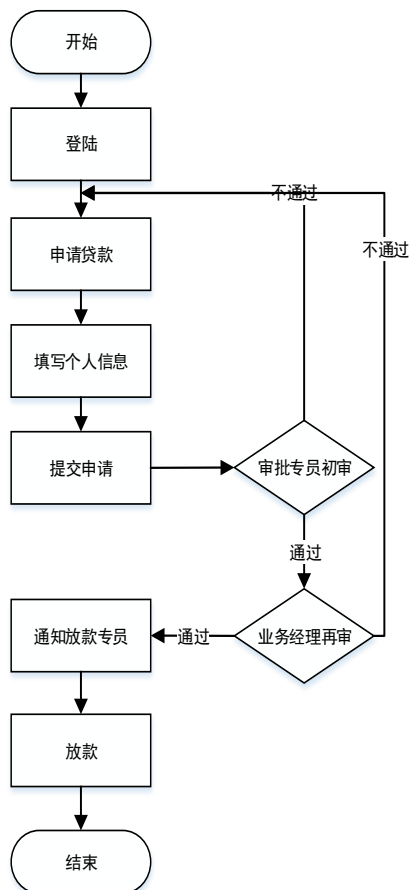 开始
登陆
不通过
不通过
申请贷款
填写个人信息
提交申请
审批专员初审
通过
通知放款专员
通过
业务经理再审
放款
结束